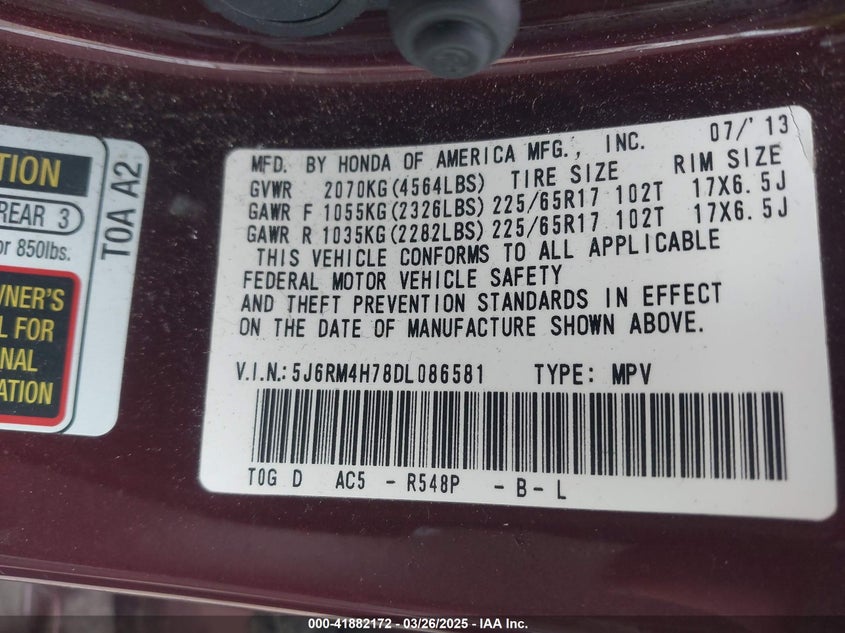 TION
REAR 3
or 850lbs.
WNER'S
L FOR
NAL
ATION
T0A A2
MFD. BY HONDA OF AMERICA MFG., INC. 07/'13
GVWR 2070KG(4564LBS) TIRE SIZE RIM SIZE
GAWR F 1055KG(2326LBS) 225/65R17 102T 17X6.5J
GAWR R 1035KG(2282LBS) 225/65R17 102T 17X6.5J
THIS VEHICLE CONFORMS TO ALL APPLICABLE
FEDERAL MOTOR VEHICLE SAFETY
AND THEFT PREVENTION STANDARDS IN EFFECT
ON THE DATE OF MANUFACTURE SHOWN ABOVE.
V.I.N.: 5J6RM4H78DL086581 TYPE: MPV
T0G D AC5 - R548P - B - L
000-41882172 - 03/26/2025 - IAA Inc.